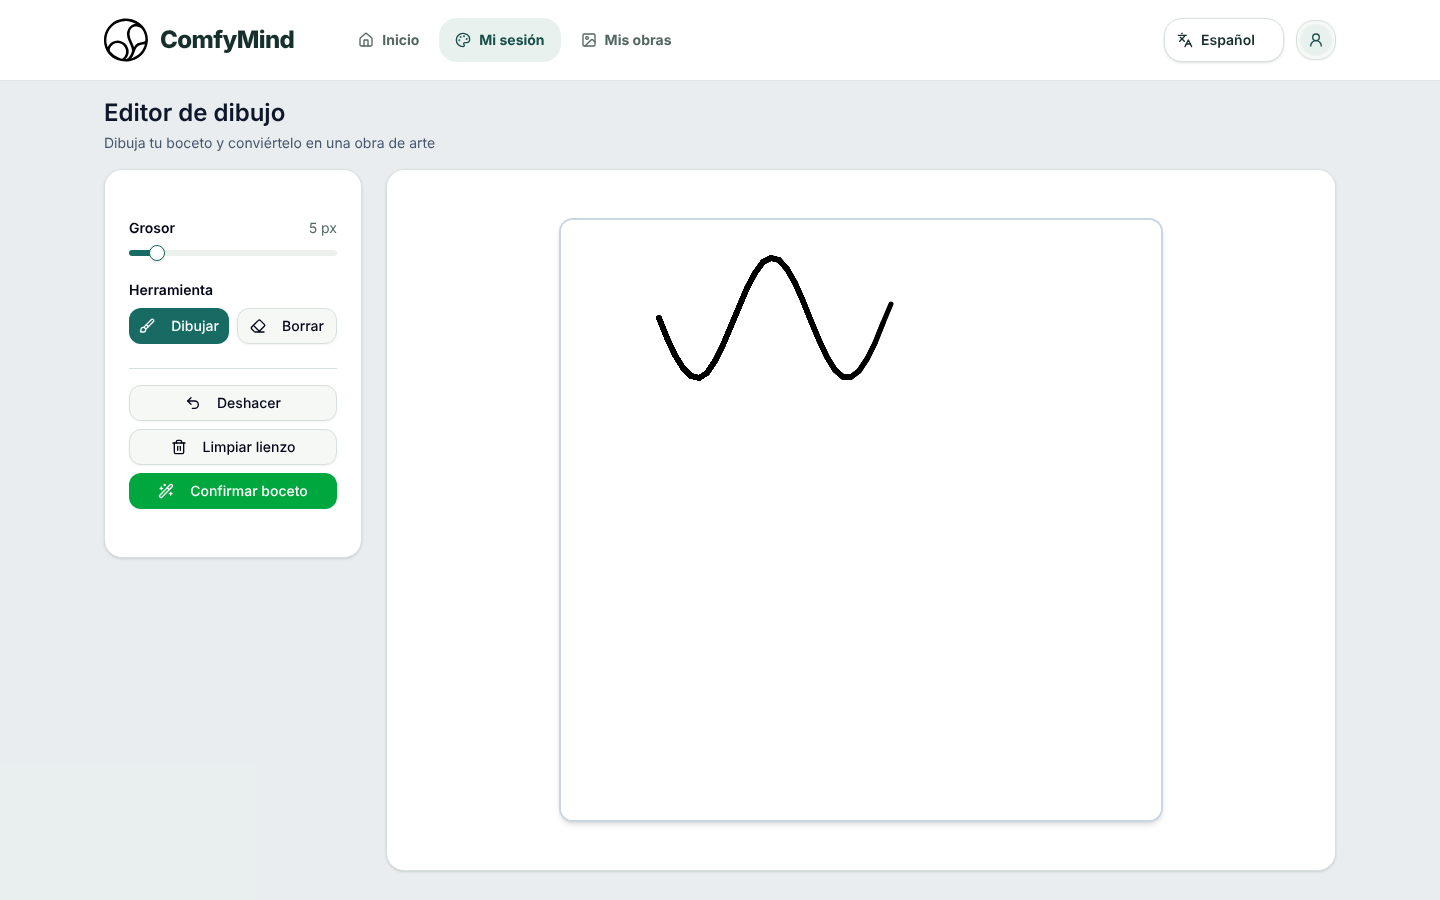 ComfyMind
Inicio
Mi sesión
Mis obras
Español
Editor de dibujo
Dibuja tu boceto y conviértelo en una obra de arte
Grosor 5 px
Herramienta
Dibujar
Borrar
Deshacer
Limpiar lienzo
Confirmar boceto